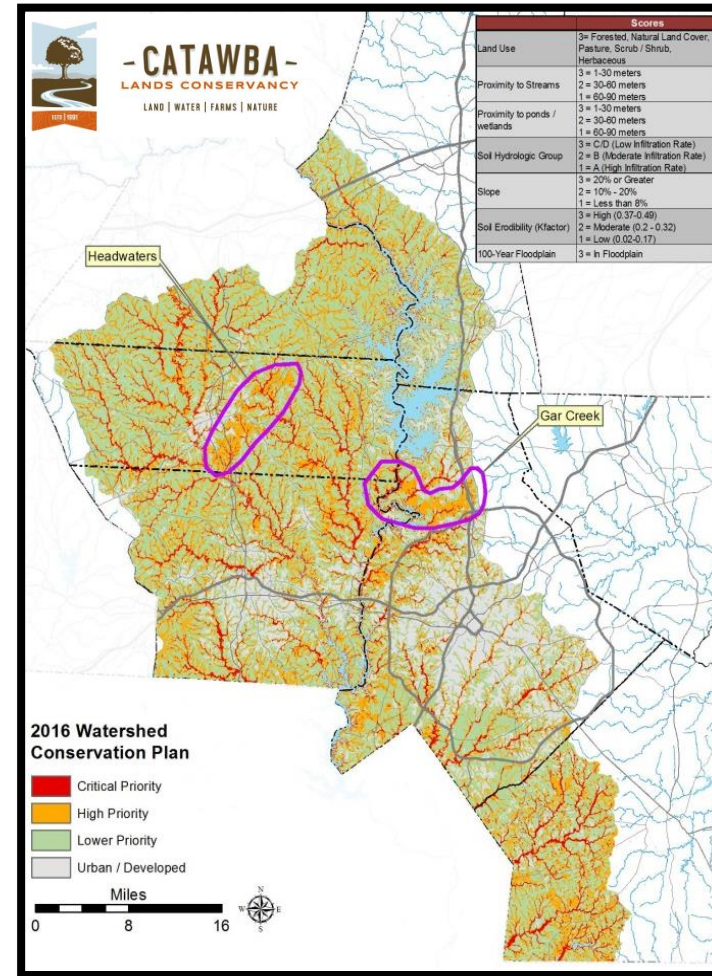 - CATAWBA -
LANDS CONSERVANCY
LAND | WATER | FARMS | NATURE
ESTD | 1991
Scores
Land Use
3= Forested, Natural Land Cover,
Pasture, Scrub / Shrub,
Herbaceous
Proximity to Streams
3 = 1-30 meters
2 = 30-60 meters
1 = 60-90 meters
Proximity to ponds /
wetlands
3 = 1-30 meters
2 = 30-60 meters
1 = 60-90 meters
Soil Hydrologic Group
3 = C/D (Low Infiltration Rate)
2 = B (Moderate Infiltration Rate)
1 = A (High Infiltration Rate)
Slope
3 = 20% or Greater
2 = 10% - 20%
1 = Less than 8%
Soil Erodibility (Kfactor)
3 = High (0.37-0.49)
2 = Moderate (0.2 - 0.32)
1 = Low (0.02-0.17)
100-Year Floodplain
3 = In Floodplain
Headwaters
Gar Creek
2016 Watershed
Conservation Plan
Critical Priority
High Priority
Lower Priority
Urban / Developed
Miles
0 8 16
N
W E
S